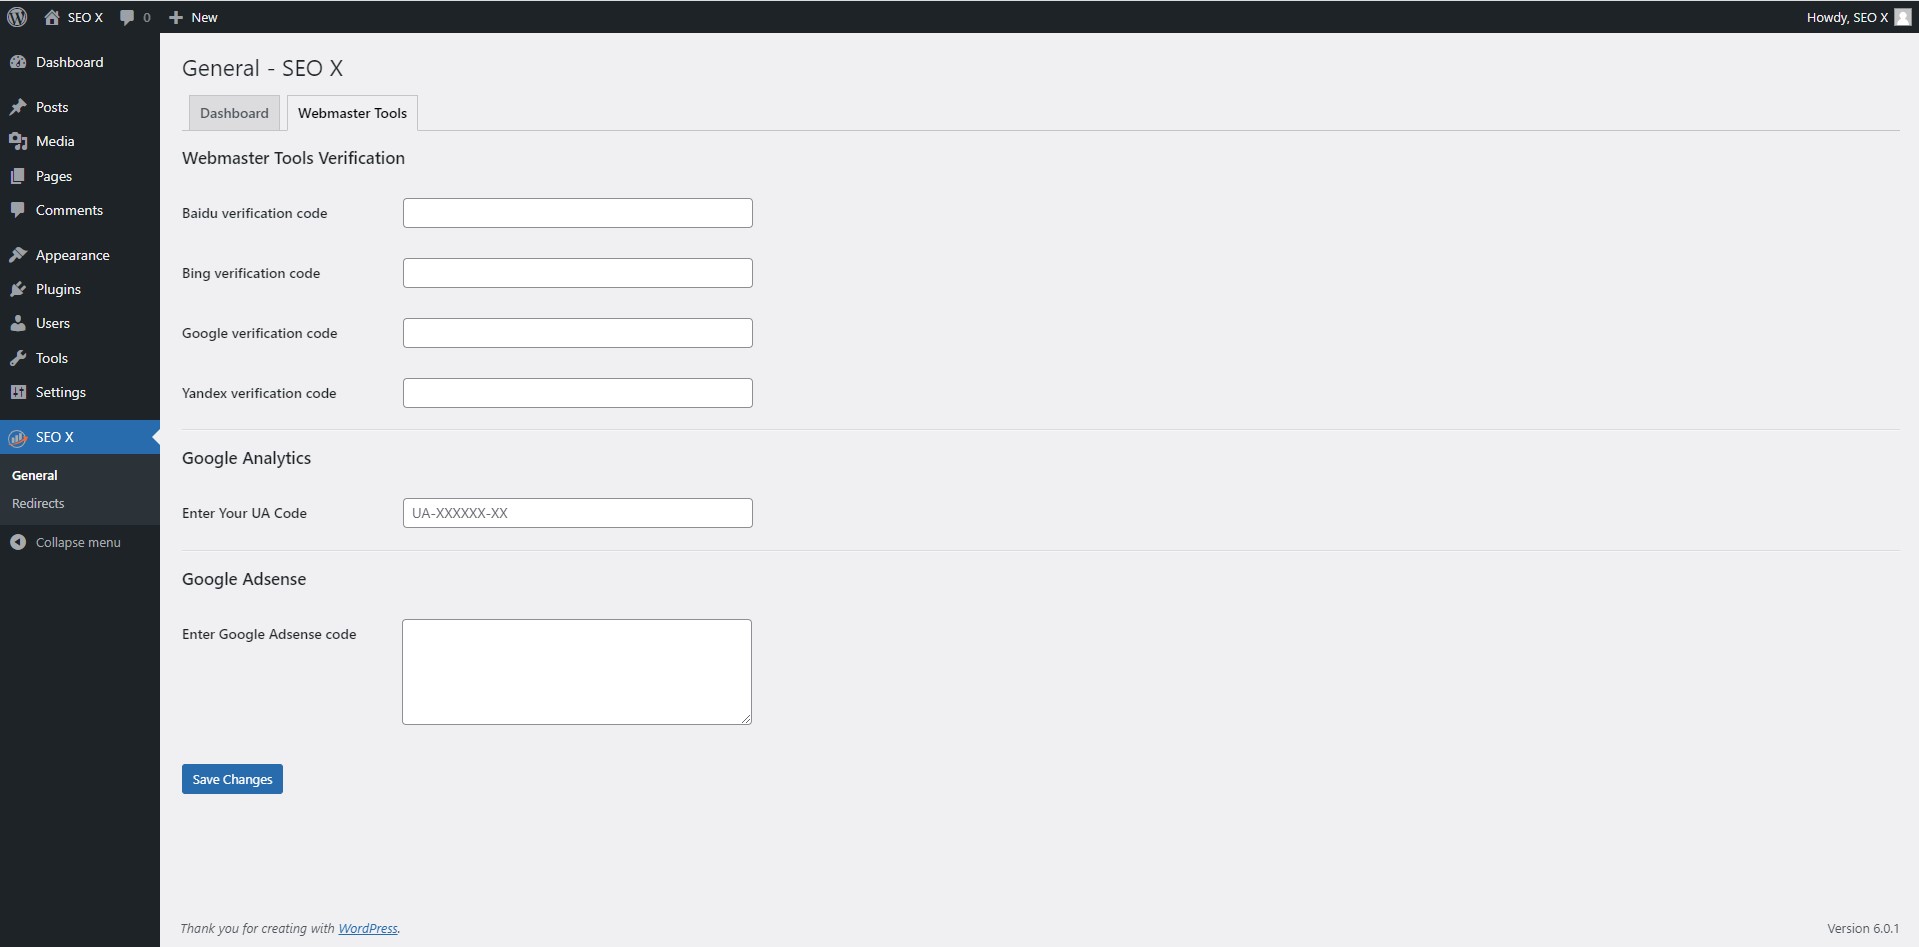 SEO X
0
New
Howdy, SEO X
Dashboard
Posts
Media
Pages
Comments
Appearance
Plugins
Users
Tools
Settings
SEO X
General
Redirects
Collapse menu
General - SEO X
Dashboard
Webmaster Tools
Webmaster Tools Verification
Baidu verification code
Bing verification code
Google verification code
Yandex verification code
Google Analytics
Enter Your UA Code
UA-XXXXXX-XX
Google Adsense
Enter Google Adsense code
Save Changes
Thank you for creating with WordPress.
Version 6.0.1